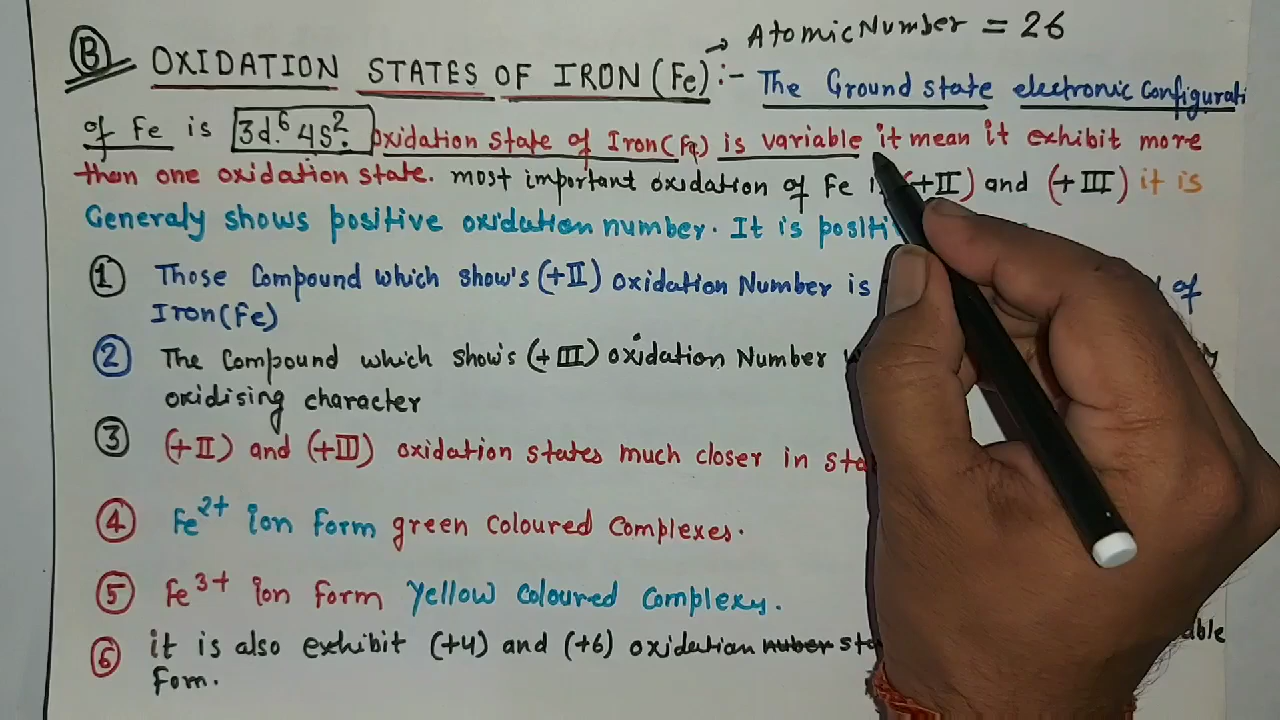 → Atomic Number = 26
(B) OXIDATION STATES OF IRON (Fe) :- The Ground state electronic Configurati
of Fe is 3d⁶ 4s². oxidation state of Iron(Fe) is variable it mean it exhibit more
then one oxidation state. most important oxidation of Fe (+II) and (+III) it is
Generaly shows positive oxidation number. It is positi
① Those Compound which show's (+II) oxidation Number is of
Iron(Fe)
② The Compound which show's (+III) oxidation Number
oxidising character
③ (+II) and (+III) oxidation states much closer in sta
④ Fe²⁺ ion form green coloured Complexes.
⑤ Fe³⁺ ion form yellow coloured Complexy.
⑥ it is also exhibit (+4) and (+6) oxidation able
Form.